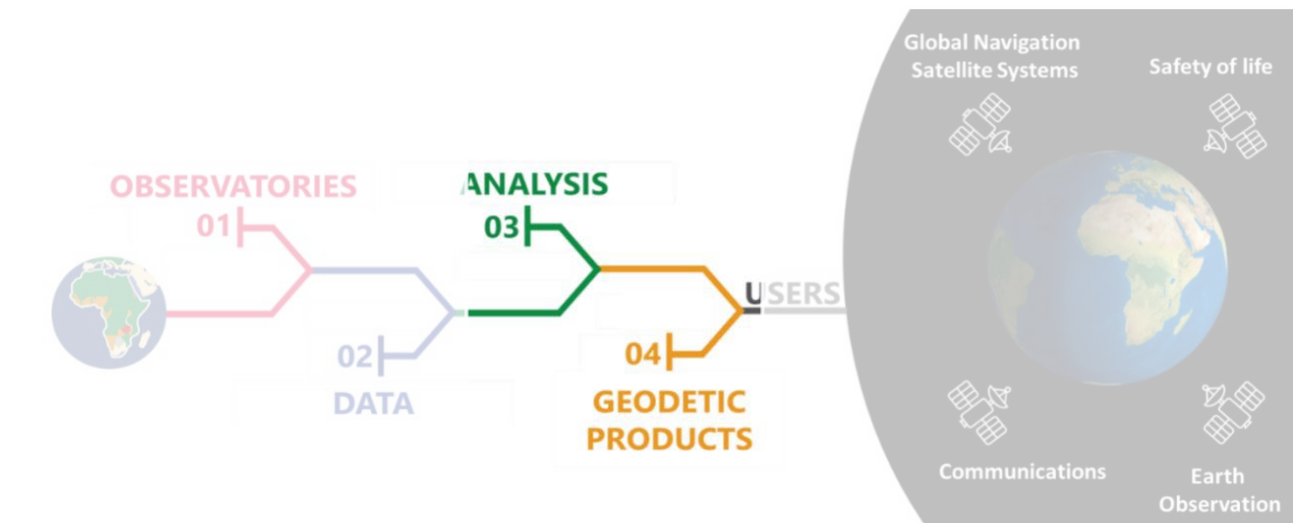 OBSERVATORIES
01
02
DATA
ANALYSIS
03
04
GEODETIC
PRODUCTS
USERS
Global Navigation
Satellite Systems
Safety of life
Communications
Earth
Observation